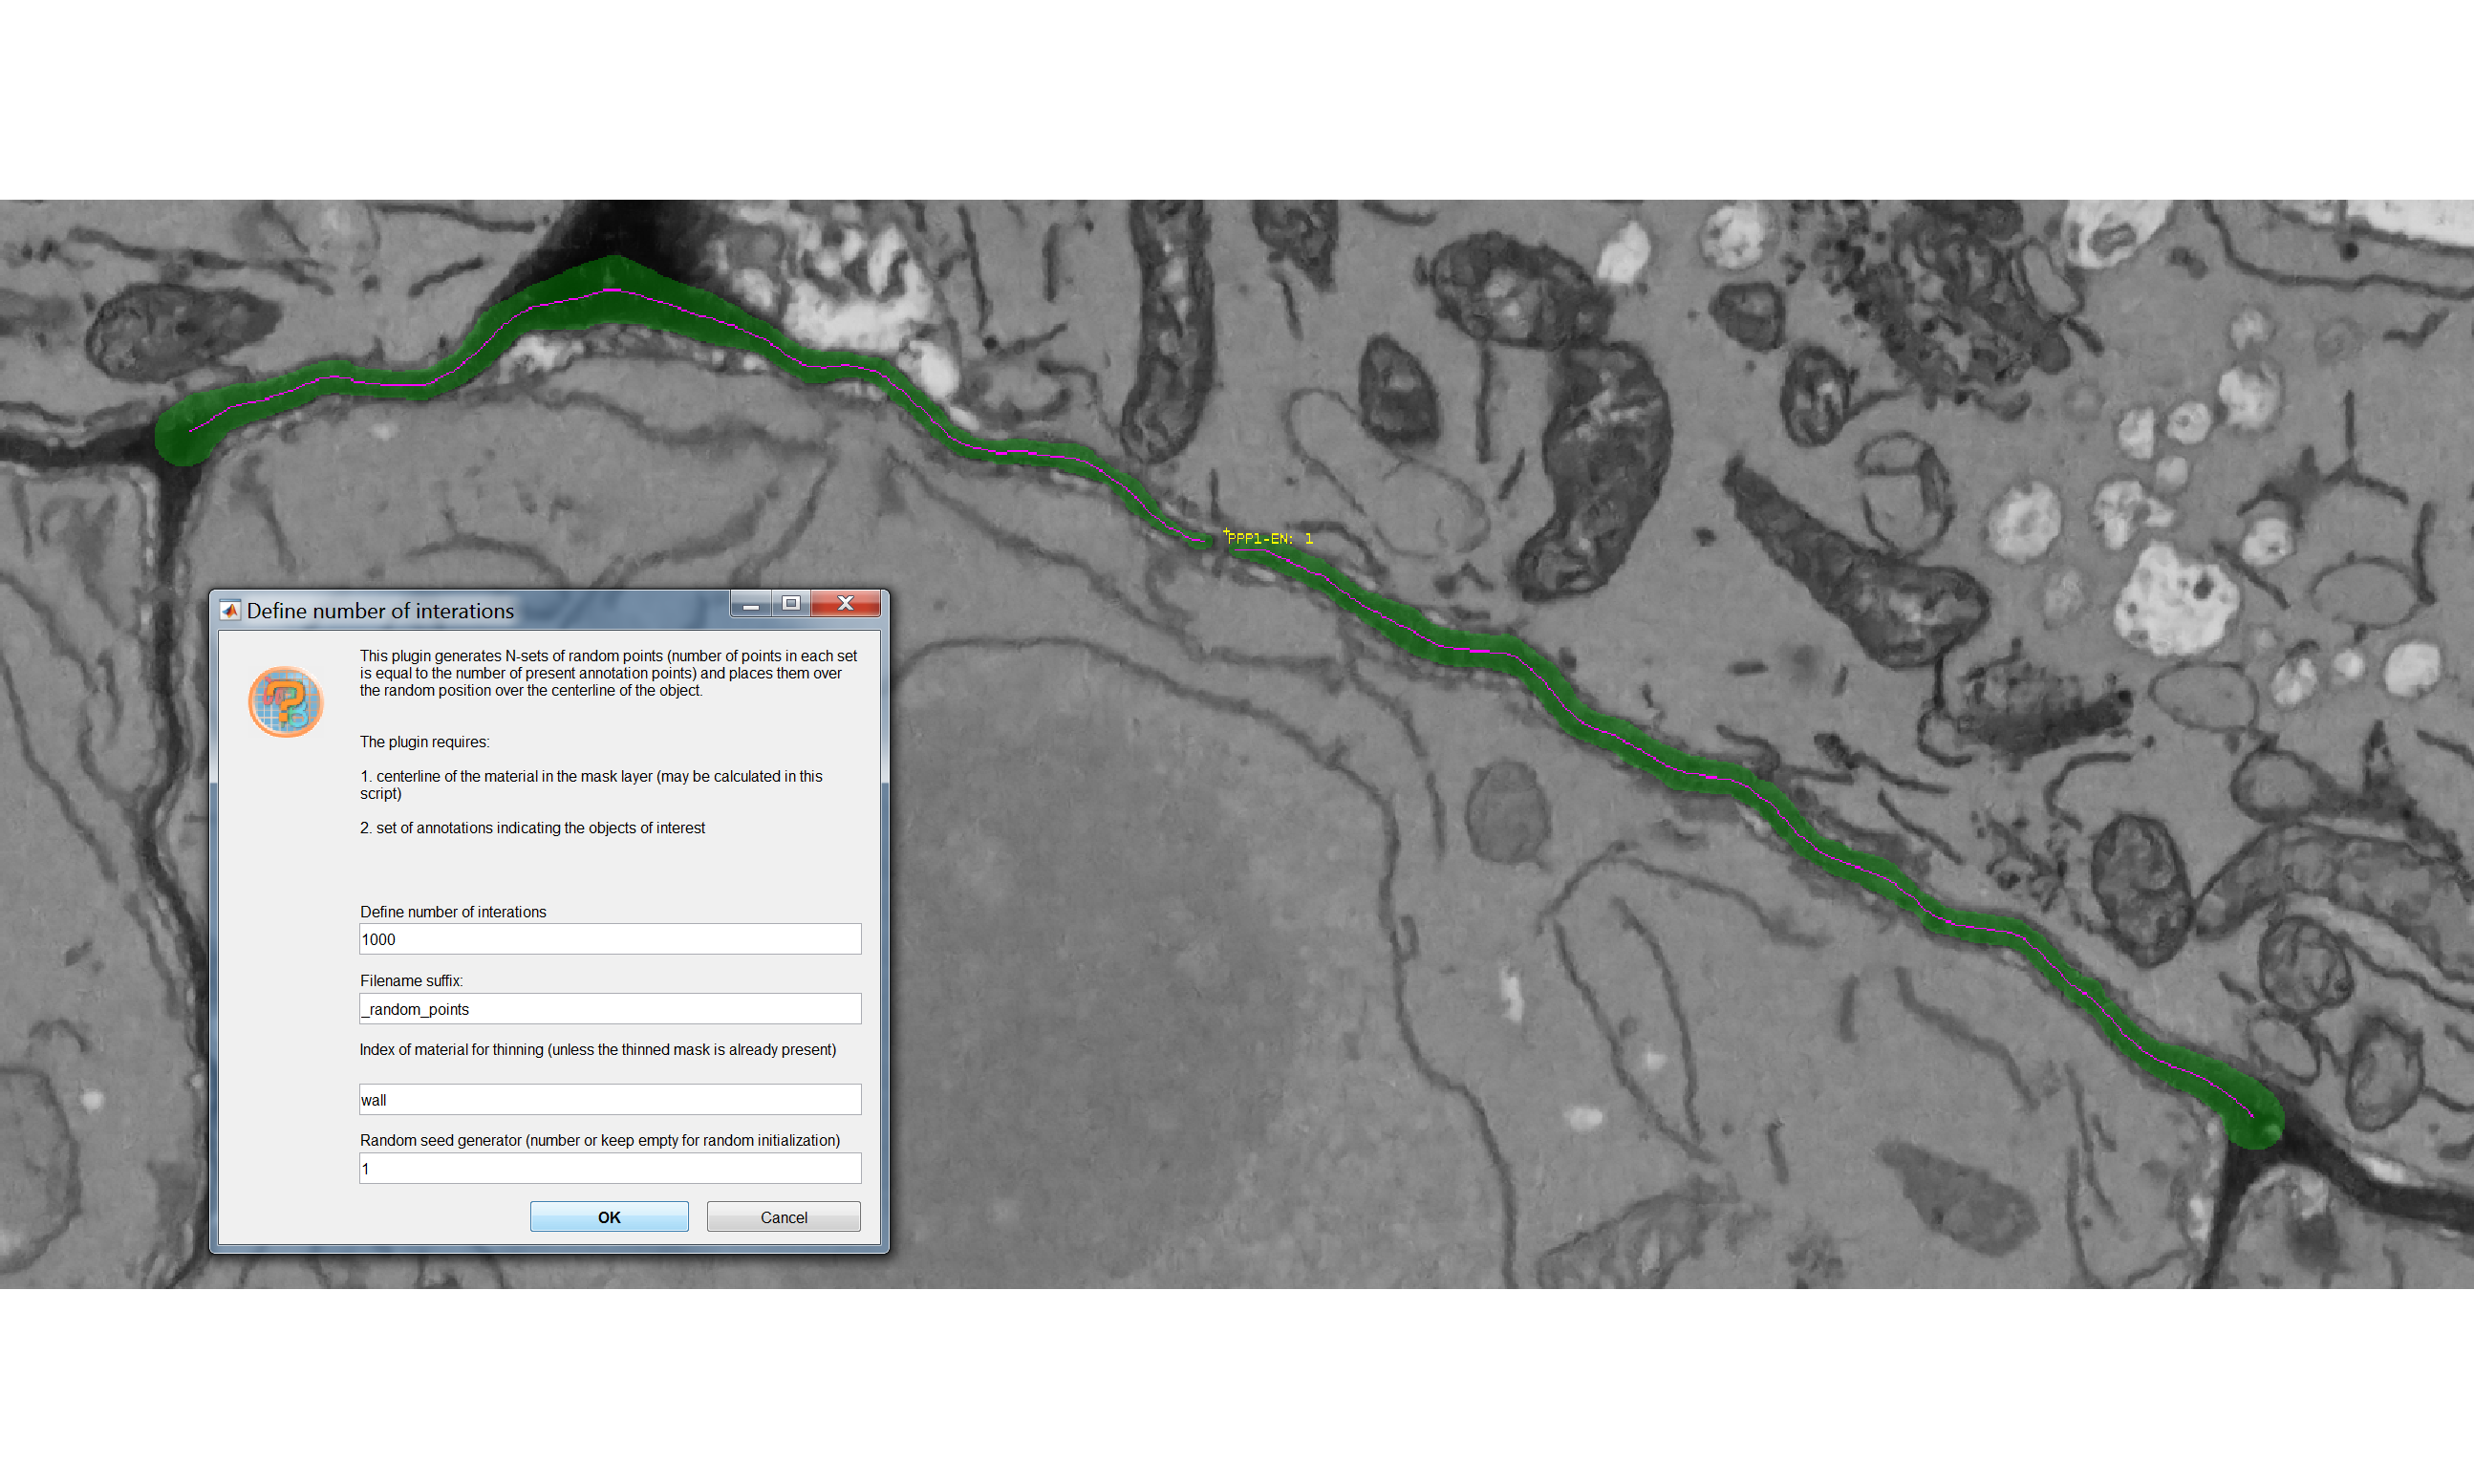 PPP1-EN: 1
Define number of interations
This plugin generates N-sets of random points (number of points in each set
is equal to the number of present annotation points) and places them over
the random position over the centerline of the object.
The plugin requires:
1. centerline of the material in the mask layer (may be calculated in this
script)
2. set of annotations indicating the objects of interest
Define number of interations
1000
Filename suffix:
_random_points
Index of material for thinning (unless the thinned mask is already present)
wall
Random seed generator (number or keep empty for random initialization)
1
OK
Cancel